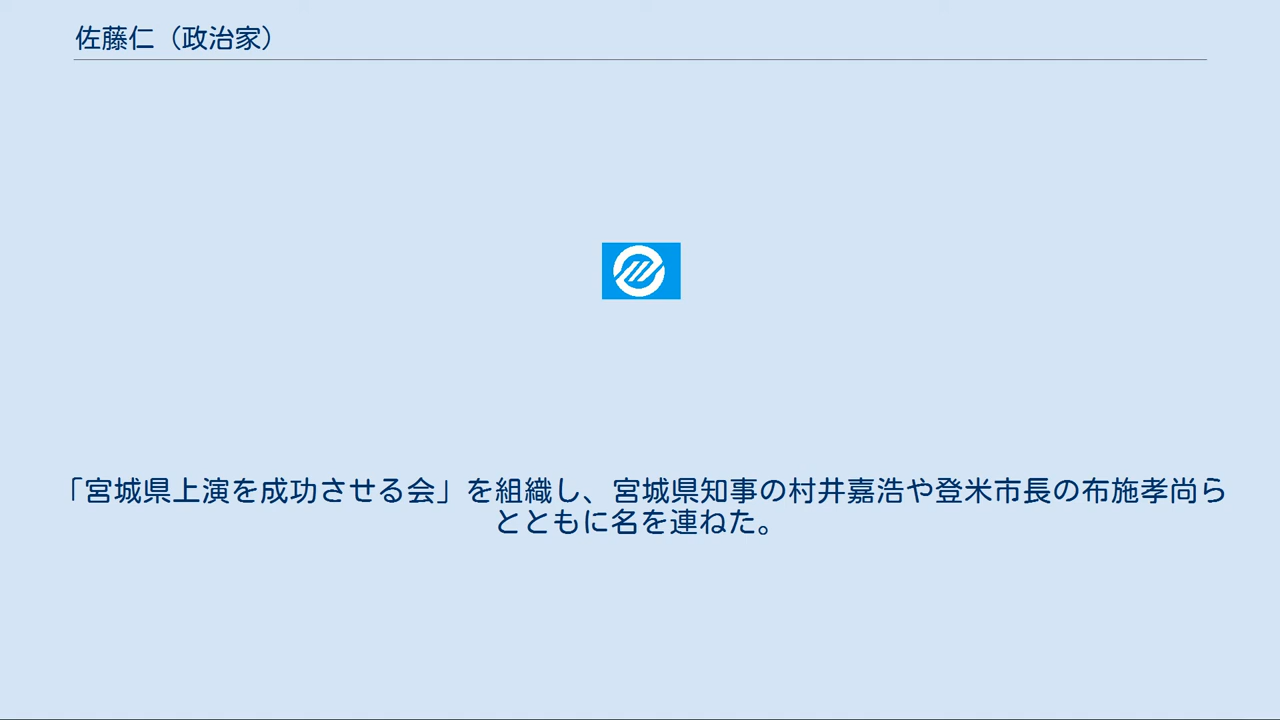 佐藤仁（政治家）
「宮城県上演を成功させる会」を組織し、宮城県知事の村井嘉浩や登米市長の布施孝尚ら
とともに名を連ねた。